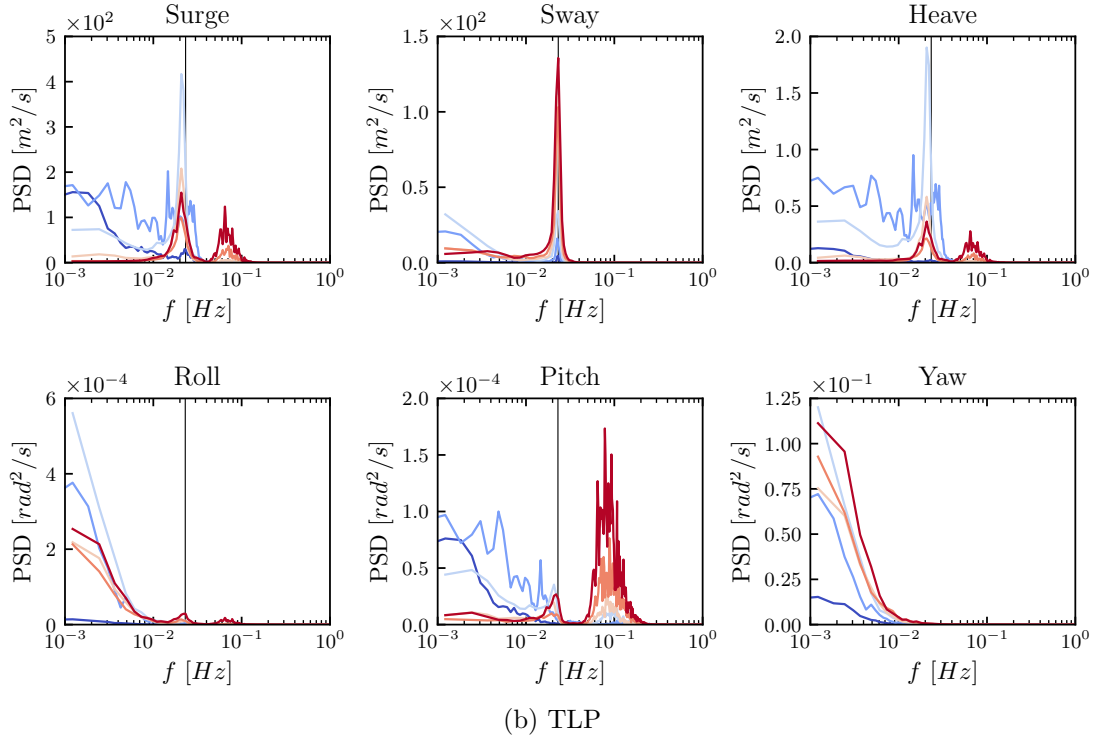 Surge Sway Heave
×10² ×10² ×10⁰
PSD [m²/s] PSD [m²/s] PSD [m²/s]
5 1.5 2.0
4 1.5
3 1.0
2 1.0
1 0.5 0.5
0 0.0 0.0
10⁻³ 10⁻² 10⁻¹ 10⁰ 10⁻³ 10⁻² 10⁻¹ 10⁰ 10⁻³ 10⁻² 10⁻¹ 10⁰
f [Hz] f [Hz] f [Hz]
Roll Pitch Yaw
×10⁻⁴ ×10⁻⁴ ×10⁻¹
PSD [rad²/s] PSD [rad²/s] PSD [rad²/s]
6 2.0 1.25
1.5 1.00
4 0.75
1.0
2 0.50
0.5 0.25
0 0.0 0.00
10⁻³ 10⁻² 10⁻¹ 10⁰ 10⁻³ 10⁻² 10⁻¹ 10⁰ 10⁻³ 10⁻² 10⁻¹ 10⁰
f [Hz] f [Hz] f [Hz]
(b) TLP